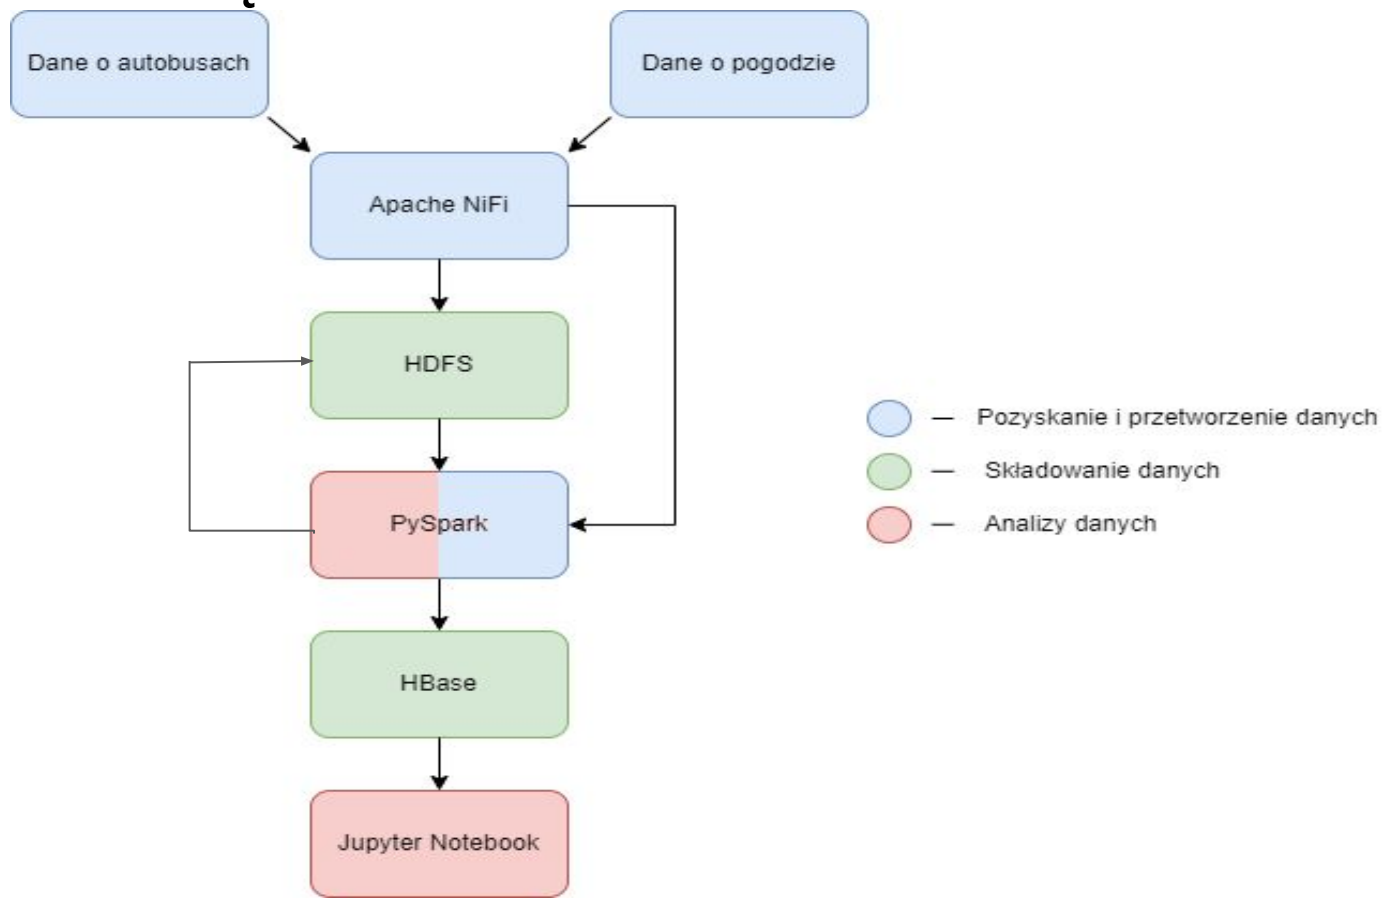 Dane o autobusach
Dane o pogodzie
Apache NiFi
HDFS
PySpark
HBase
Jupyter Notebook
— Pozyskanie i przetworzenie danych
— Składowanie danych
— Analizy danych